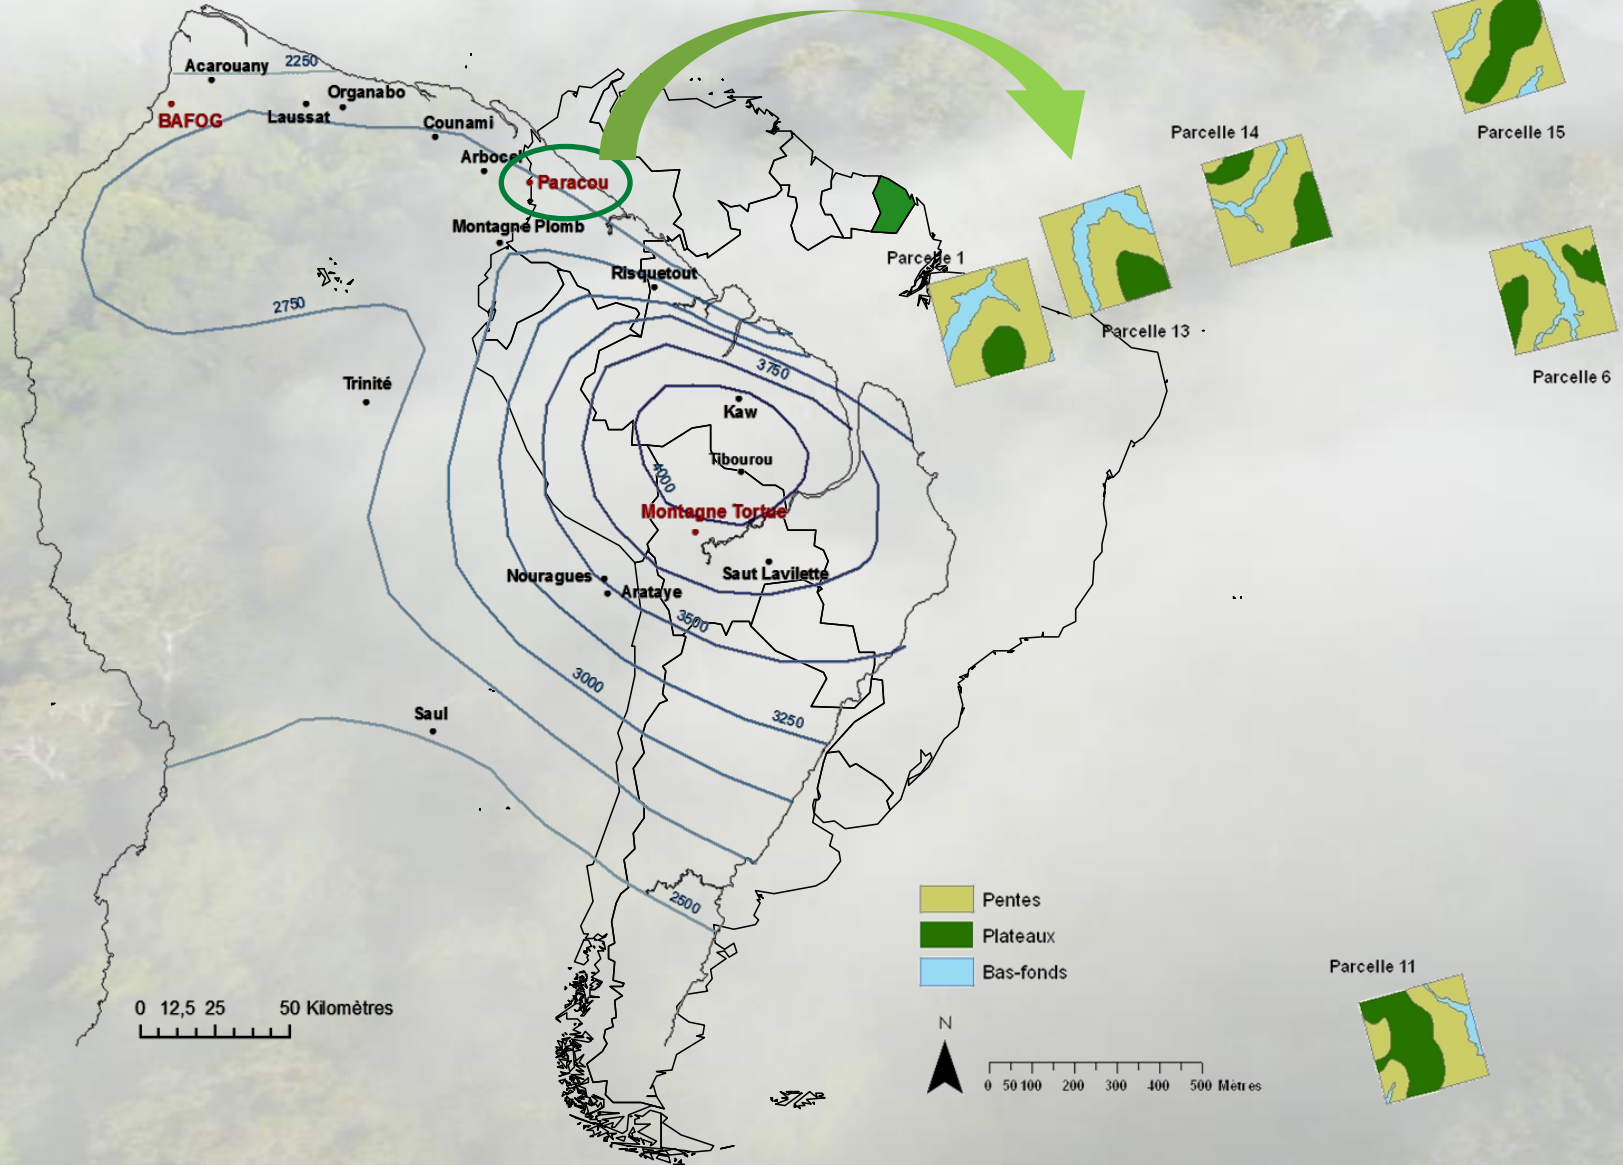 2250
Acarouany
Organabo
BAFOG
Laussat
Counami
Arbocel
Paracou
Montagne Plomb
Risquetout
2750
3750
Trinité
Kaw
Tibourou
4000
Montagne Tortue
Saut Lavilette
Nouragues
Arataye
3500
3000
3250
Saul
2500
0 12,5 25 50 Kilomètres
Parcelle 15
Parcelle 14
Parcelle 1
Parcelle 13
Parcelle 6
Pentes
Plateaux
Bas-fonds
Parcelle 11
N
0 50 100 200 300 400 500 Mètres